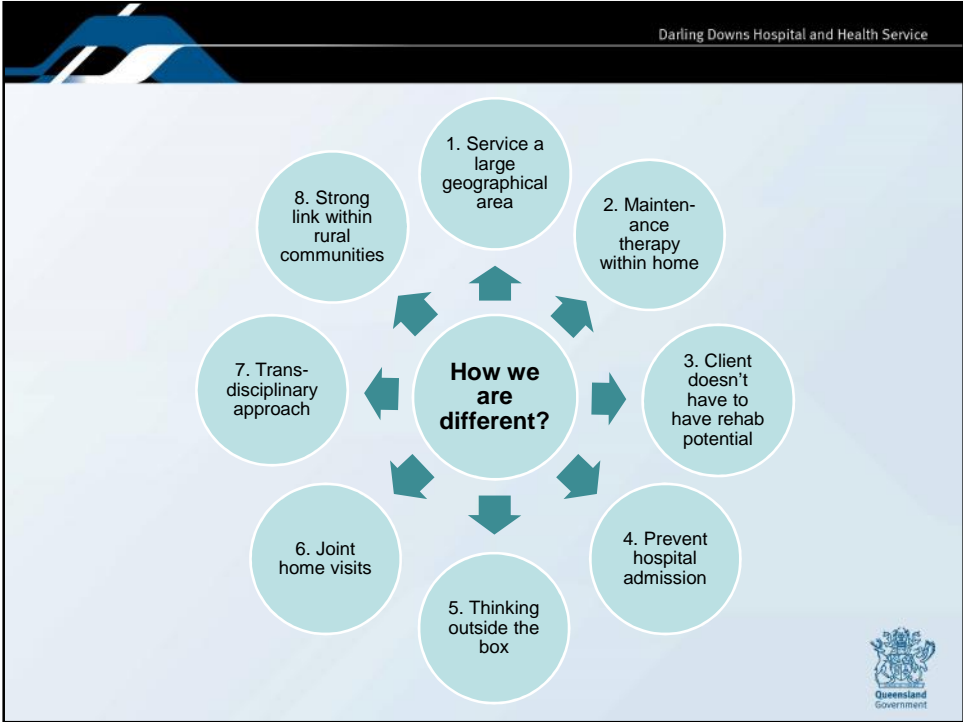 Darling Downs Hospital and Health Service
How we
are
different?
1. Service a
large
geographical
area
2. Mainten-
ance
therapy
within home
3. Client
doesn’t
have to
have rehab
potential
4. Prevent
hospital
admission
5. Thinking
outside the
box
6. Joint
home visits
7. Trans-
disciplinary
approach
8. Strong
link within
rural
communities
Queensland
Government